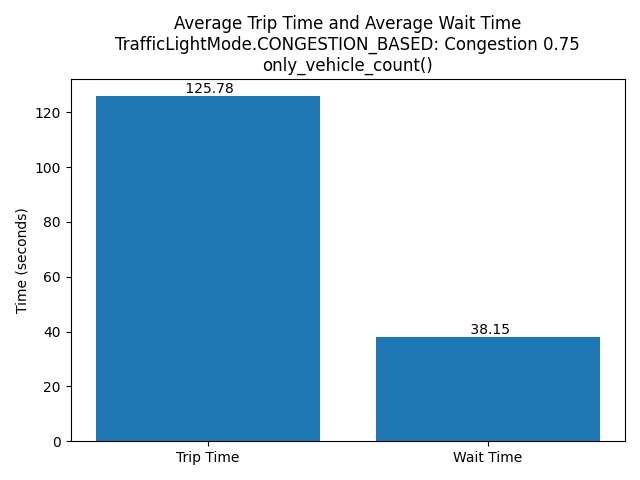 Average Trip Time and Average Wait Time
TrafficLightMode.CONGESTION_BASED: Congestion 0.75
only_vehicle_count()
125.78
38.15
Time (seconds)
120
100
80
60
40
20
0
Trip Time
Wait Time